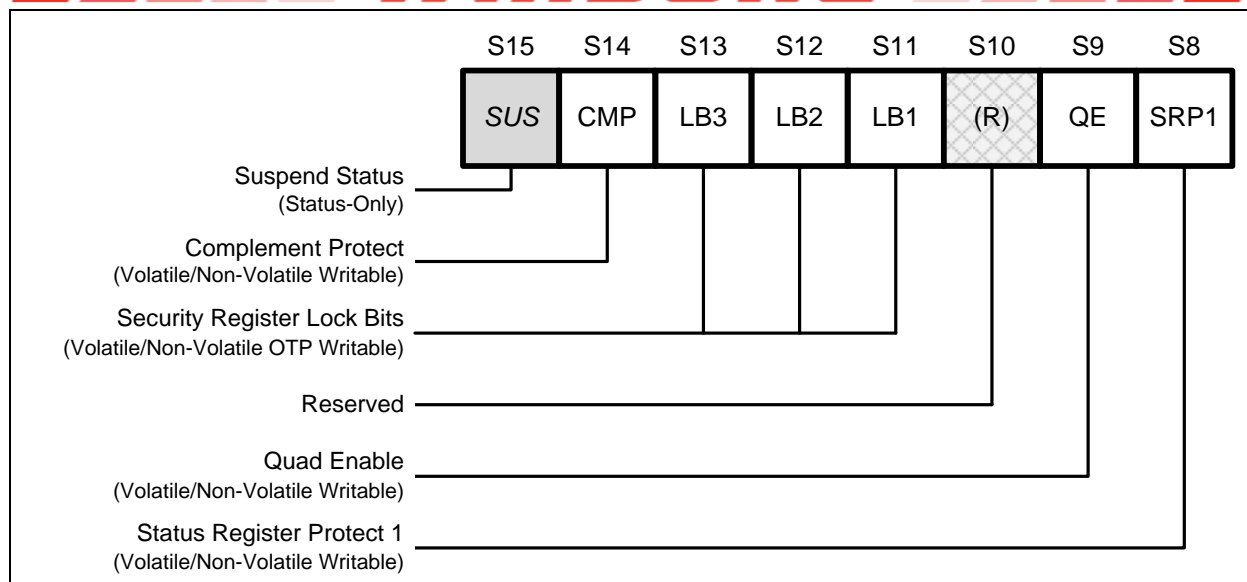 S15 S14 S13 S12 S11 S10 S9 S8
SUS CMP LB3 LB2 LB1 (R) QE SRP1
Suspend Status
(Status-Only)
Complement Protect
(Volatile/Non-Volatile Writable)
Security Register Lock Bits
(Volatile/Non-Volatile OTP Writable)
Reserved
Quad Enable
(Volatile/Non-Volatile Writable)
Status Register Protect 1
(Volatile/Non-Volatile Writable)